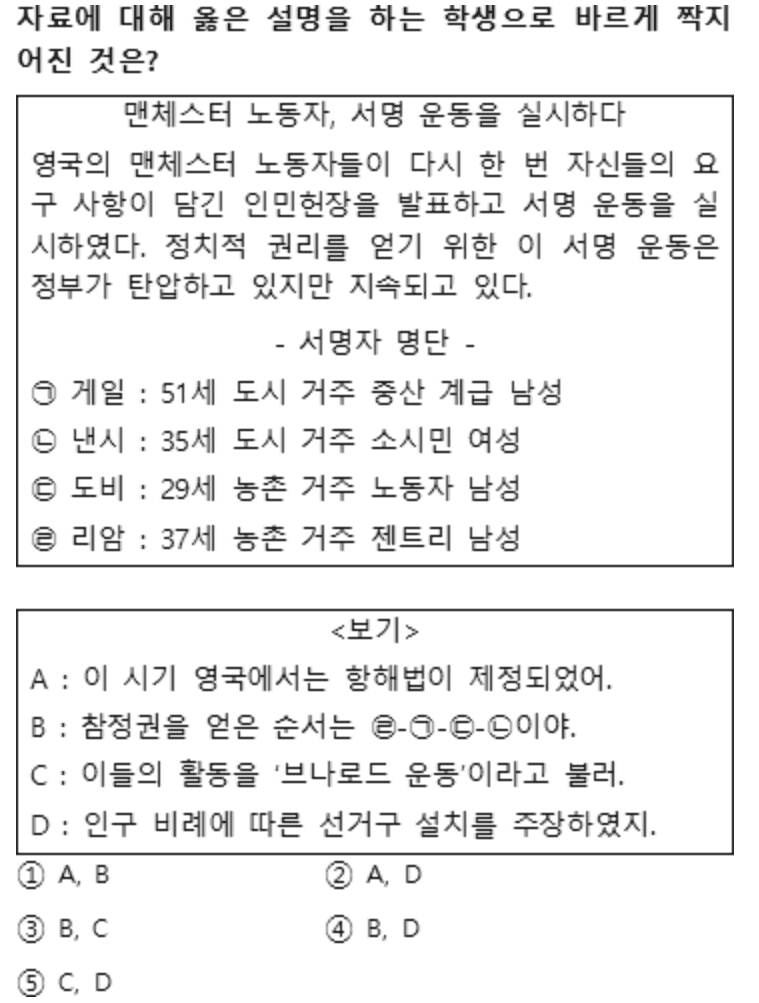 자료에 대해 옳은 설명을 하는 학생으로 바르게 짝지
어진 것은?
맨체스터 노동자, 서명 운동을 실시하다
영국의 맨체스터 노동자들이 다시 한 번 자신들의 요
구 사항이 담긴 인민헌장을 발표하고 서명 운동을 실
시하였다. 정치적 권리를 얻기 위한 이 서명 운동은
정부가 탄압하고 있지만 지속되고 있다.
- 서명자 명단 -
㉠ 게일 : 51세 도시 거주 중산 계급 남성
㉡ 낸시 : 35세 도시 거주 소시민 여성
㉢ 도비 : 29세 농촌 거주 노동자 남성
㉣ 리암 : 37세 농촌 거주 젠트리 남성
<보기>
A : 이 시기 영국에서는 항해법이 제정되었어.
B : 참정권을 얻은 순서는 ㉣-㉠-㉢-㉡이야.
C : 이들의 활동을 '브나로드 운동'이라고 불러.
D : 인구 비례에 따른 선거구 설치를 주장하였지.
① A, B ② A, D
③ B, C ④ B, D
⑤ C, D